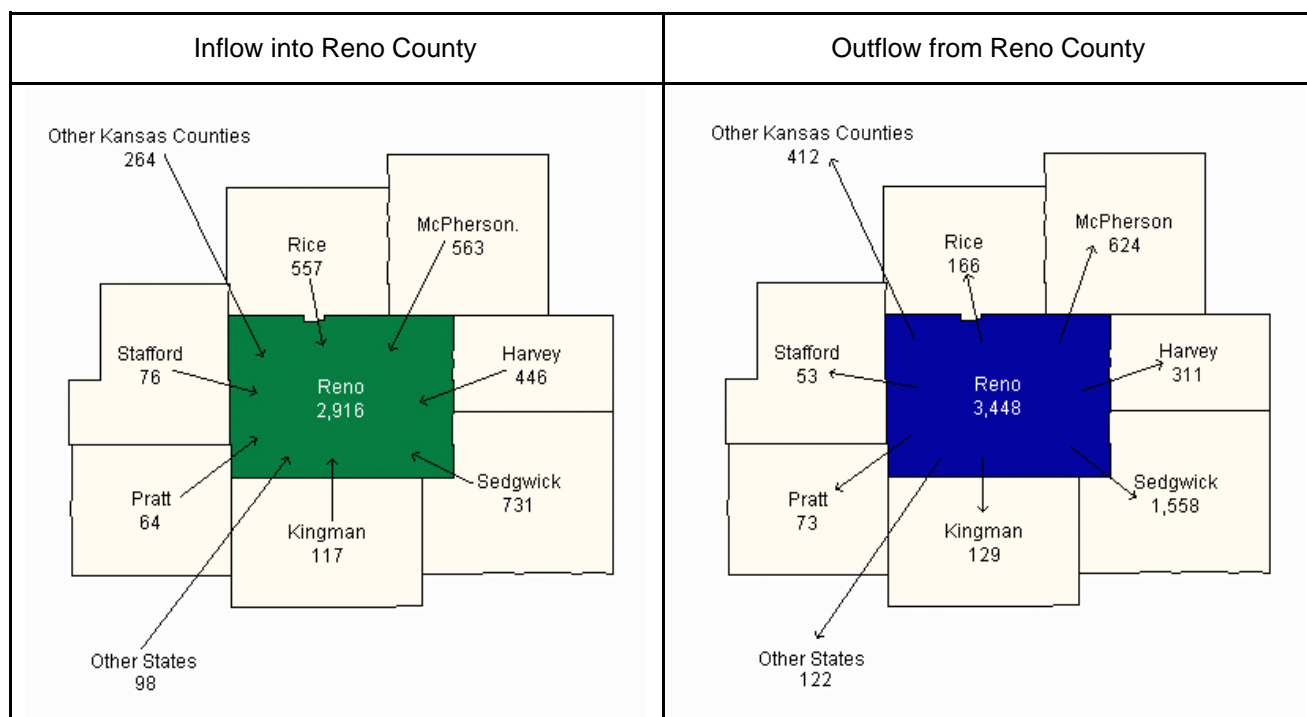 Inflow into Reno County
Outflow from Reno County
Other Kansas Counties
264
McPherson.
563
Rice
557
Stafford
76
Harvey
446
Reno
2,916
Pratt
64
Sedgwick
731
Kingman
117
Other States
98
Other Kansas Counties
412
McPherson
624
Rice
166
Stafford
53
Harvey
311
Reno
3,448
Pratt
73
Sedgwick
1,558
Kingman
129
Other States
122